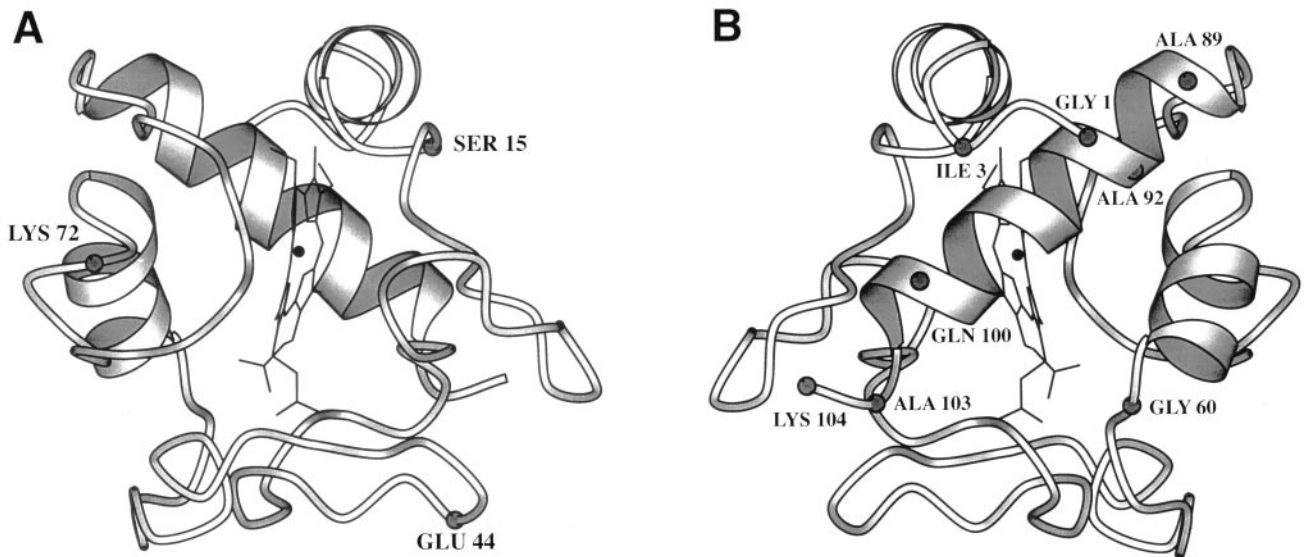 A
SER 15
LYS 72
GLU 44
B
ALA 89
GLY 1
ILE 3
ALA 92
GLN 100
LYS 104
ALA 103
GLY 60